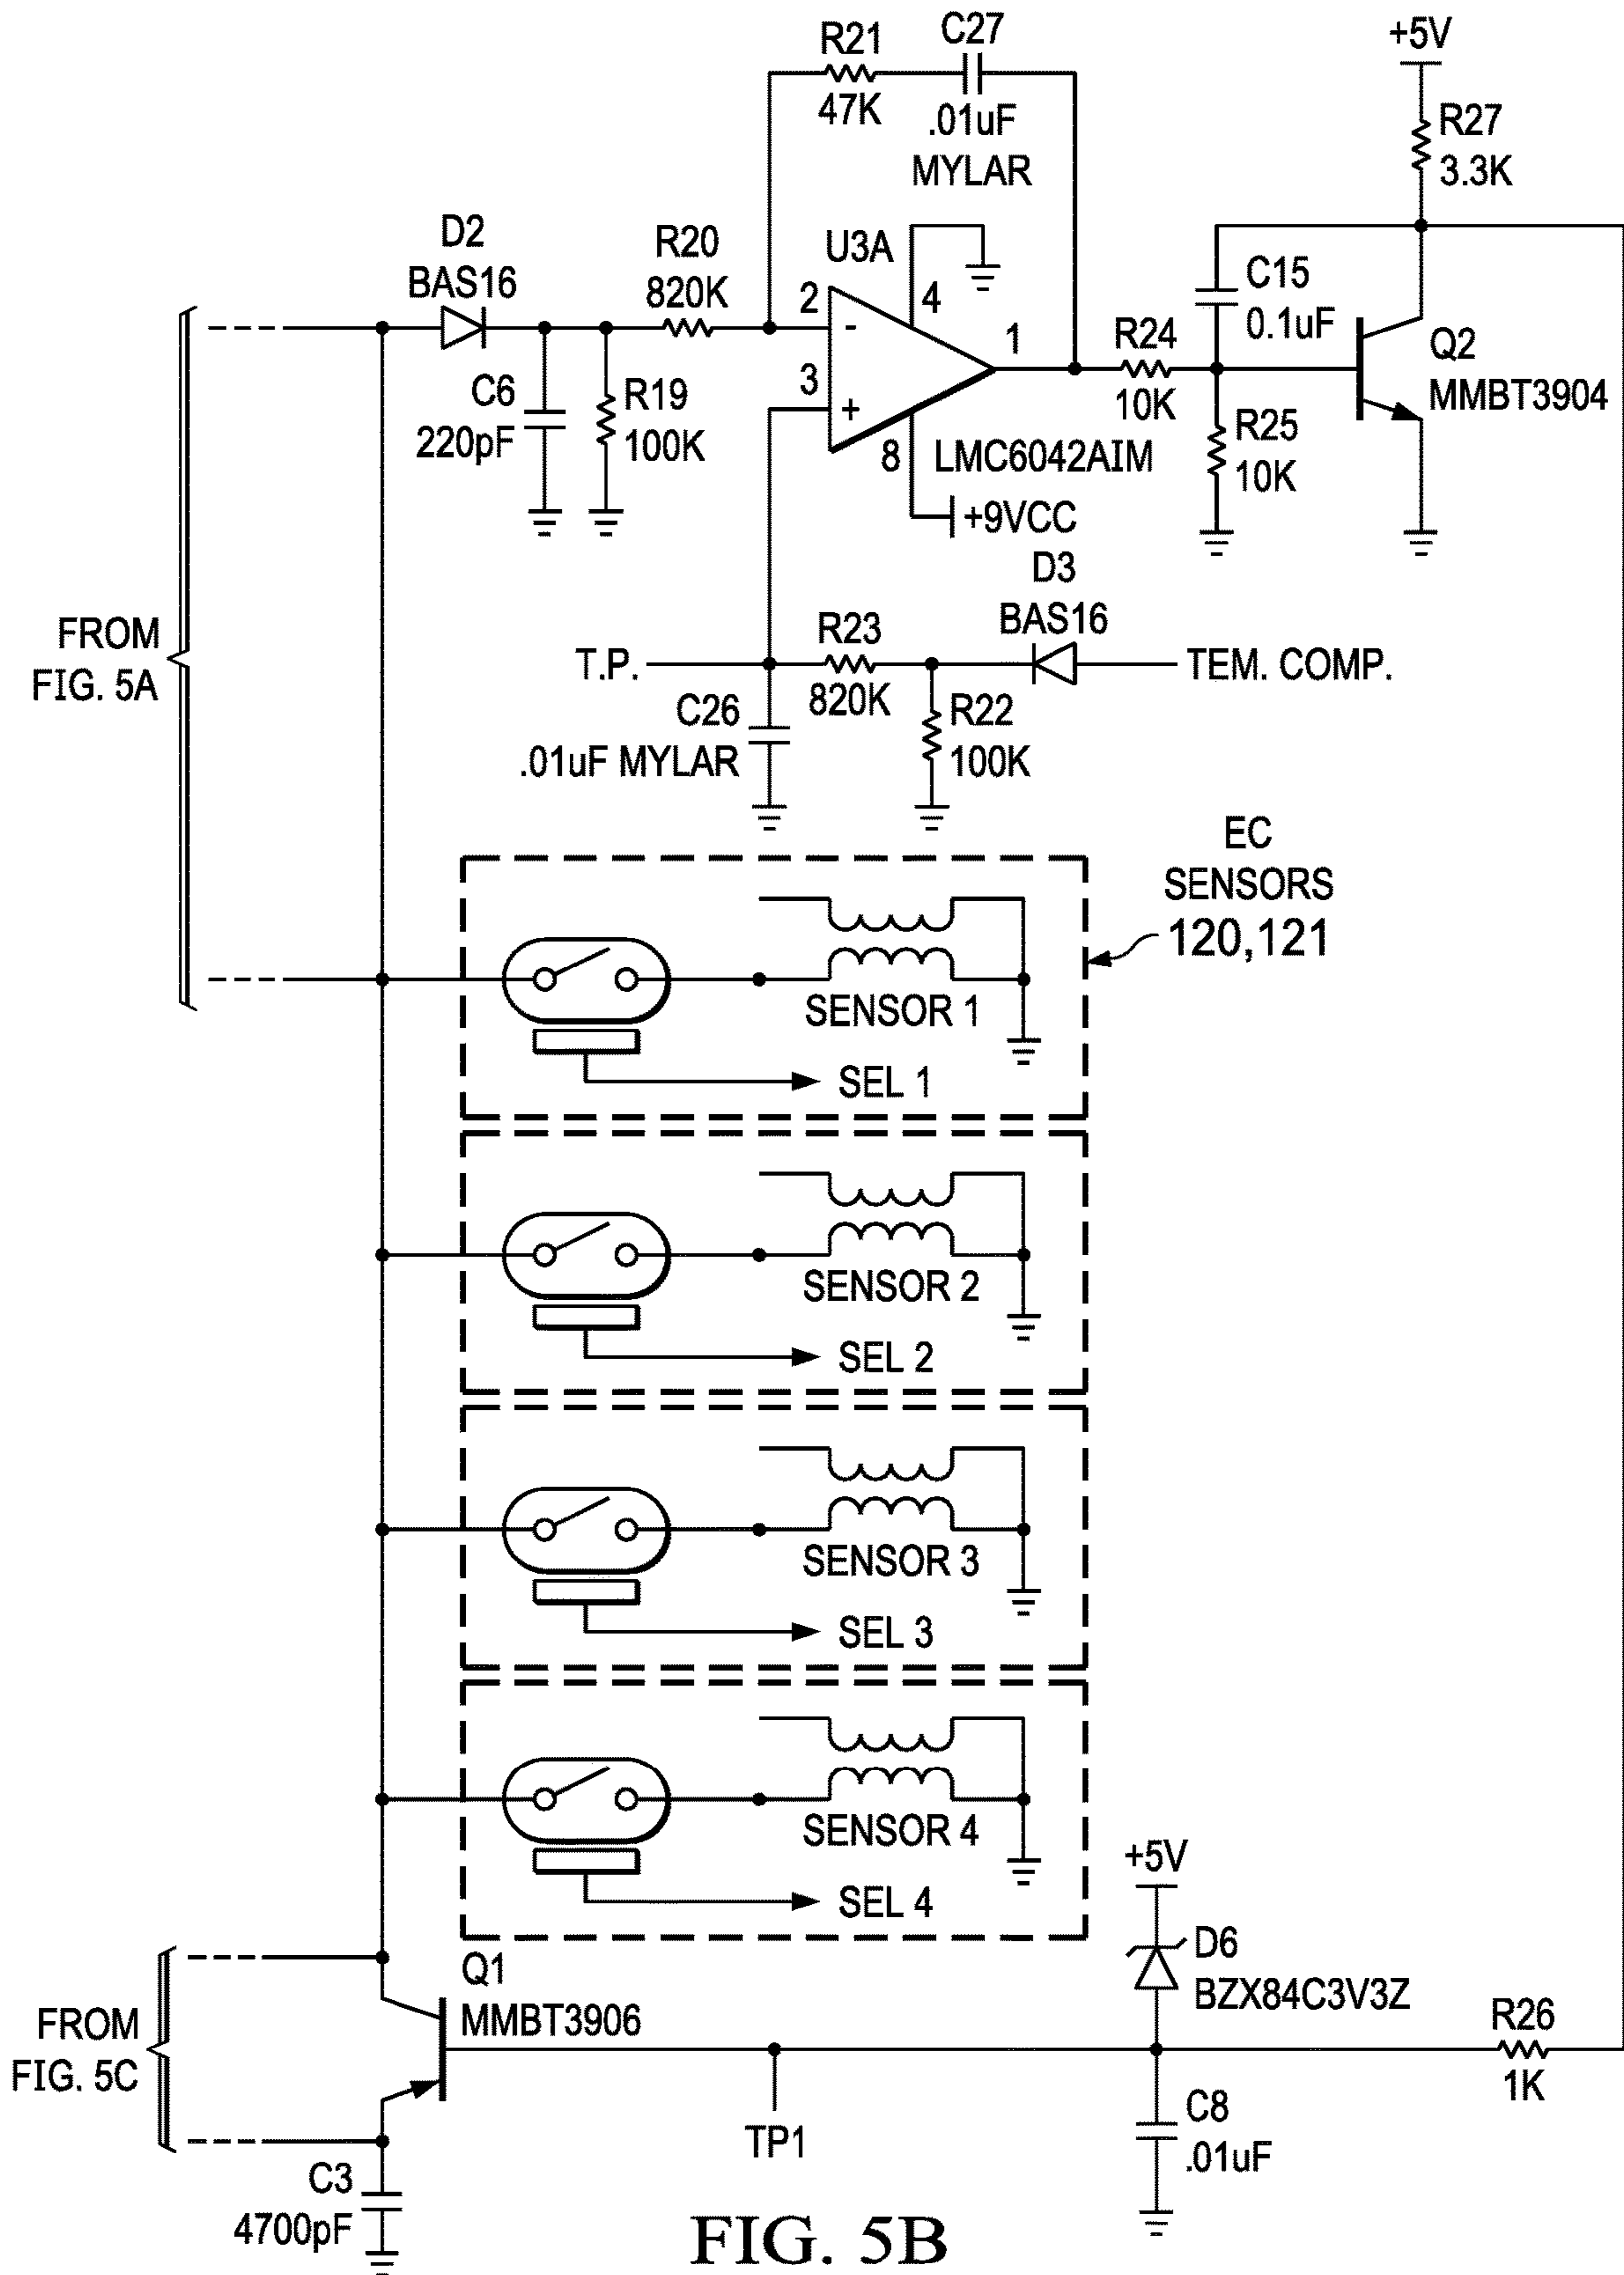 R21
47K
C27
.01uF
MYLAR
+5V
R27
3.3K
D2
BAS16
R20
820K
U3A
2
-
4
3
+
1
8
LMC6042AIM
+9VCC
C6
220pF
R19
100K
R24
10K
C15
0.1uF
R25
10K
Q2
MMBT3904
FROM
FIG. 5A
T.P.
R23
820K
D3
BAS16
TEM. COMP.
C26
.01uF MYLAR
R22
100K
EC
SENSORS
120,121
SENSOR 1
SEL 1
SENSOR 2
SEL 2
SENSOR 3
SEL 3
SENSOR 4
SEL 4
+5V
D6
BZX84C3V3Z
Q1
MMBT3906
FROM
FIG. 5C
R26
1K
TP1
C8
.01uF
C3
4700pF
FIG. 5B